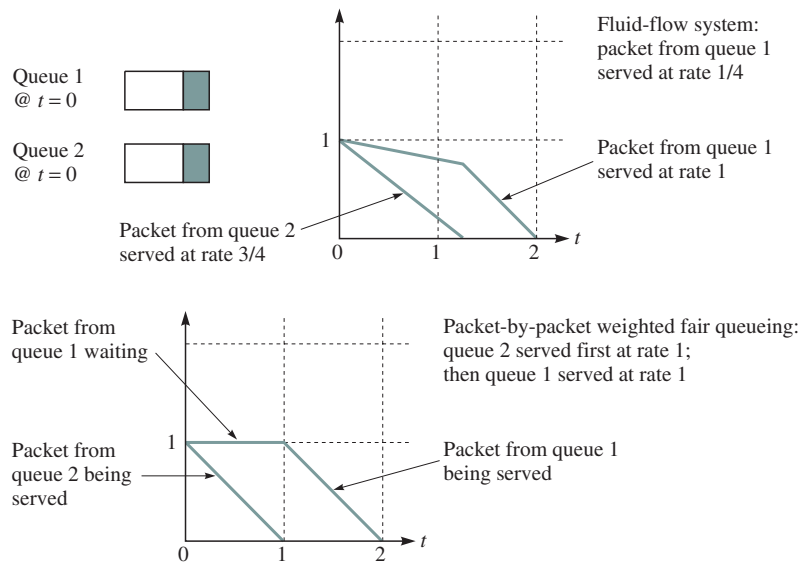 Queue 1
@ t = 0
Queue 2
@ t = 0
Fluid-flow system:
packet from queue 1
served at rate 1/4
1
Packet from queue 1
served at rate 1
Packet from queue 2
served at rate 3/4
0
1
2
t
Packet from
queue 1 waiting
Packet-by-packet weighted fair queueing:
queue 2 served first at rate 1;
then queue 1 served at rate 1
1
Packet from
queue 2 being
served
Packet from queue 1
being served
0
1
2
t